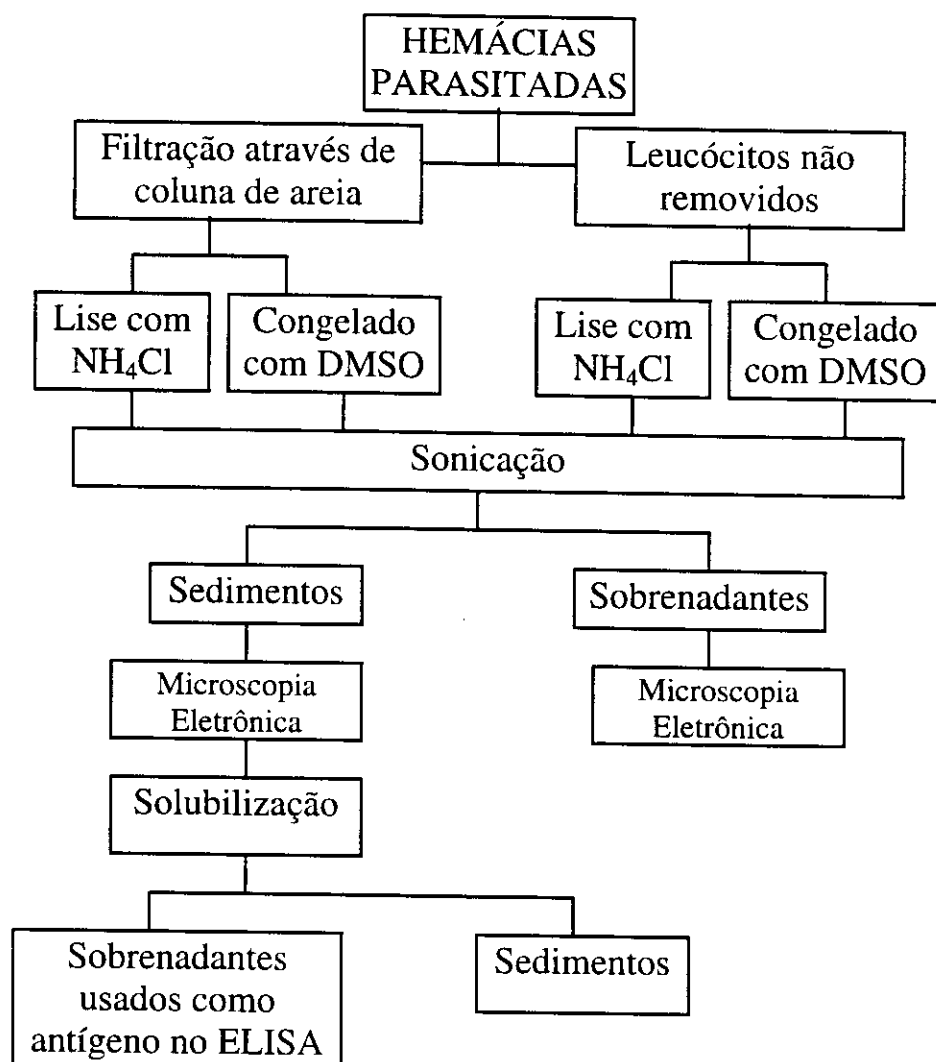 HEMÁCIAS
PARASITADAS
Filtração através de
coluna de areia
Leucócitos não
removidos
Lise com
NH₄Cl
Congelado
com DMSO
Lise com
NH₄Cl
Congelado
com DMSO
Sonicação
Sedimentos
Sobrenadantes
Microscopia
Eletrônica
Microscopia
Eletrônica
Solubilização
Sobrenadantes
usados como
antígeno no ELISA
Sedimentos